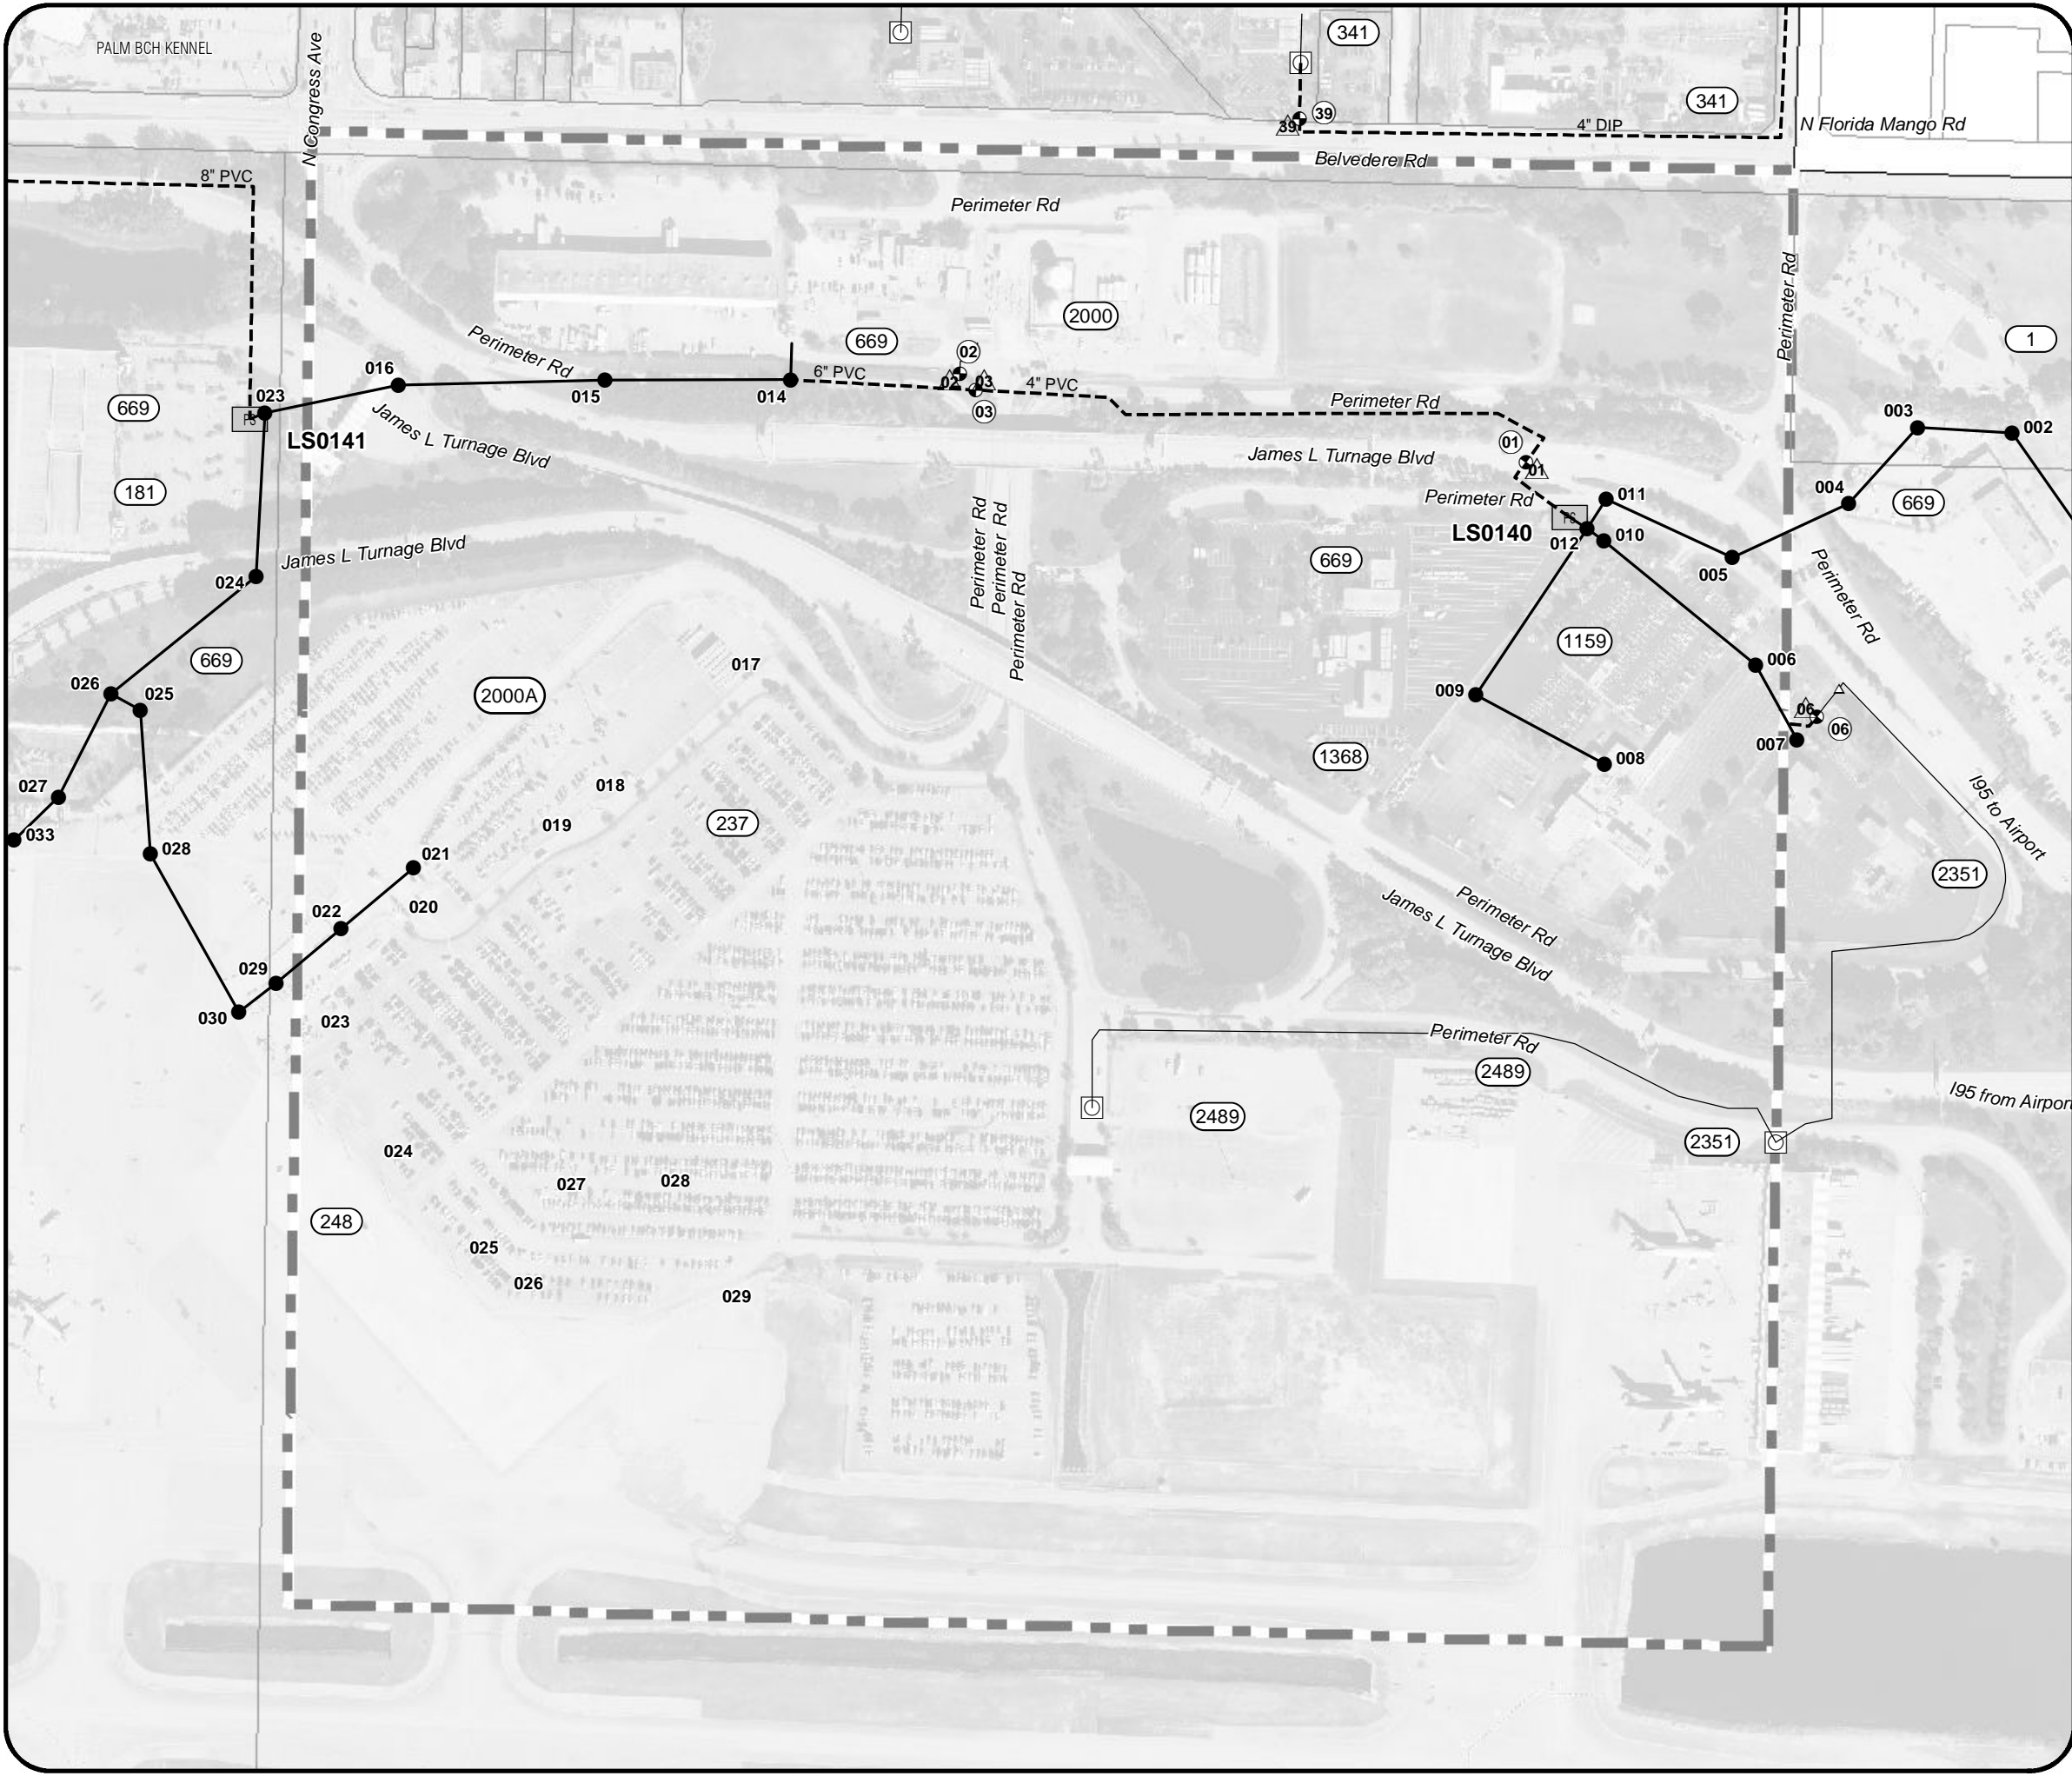 PALM BCH KENNEL
N Congress Ave
341
341
39
39
4" DIP
N Florida Mango Rd
Belvedere Rd
8" PVC
Perimeter Rd
Perimeter Rd
2000
1
669
02
02
03
03
6" PVC
4" PVC
Perimeter Rd
016
015
014
023
669
LS0141
PS
James L Turnage Blvd
Perimeter Rd
003
002
01
01
James L Turnage Blvd
181
Perimeter Rd
011
004
669
PS
LS0140
012
010
James L Turnage Blvd
024
Perimeter Rd
Perimeter Rd
Perimeter Rd
669
005
Perimeter Rd
669
1159
006
026
025
2000A
017
009
06
06
007
1368
008
027
018
I95 to Airport
033
019
237
028
021
2351
022
020
Perimeter Rd
James L Turnage Blvd
029
030
023
Perimeter Rd
2489
I95 from Airpor
2489
2351
024
027
028
248
025
026
029